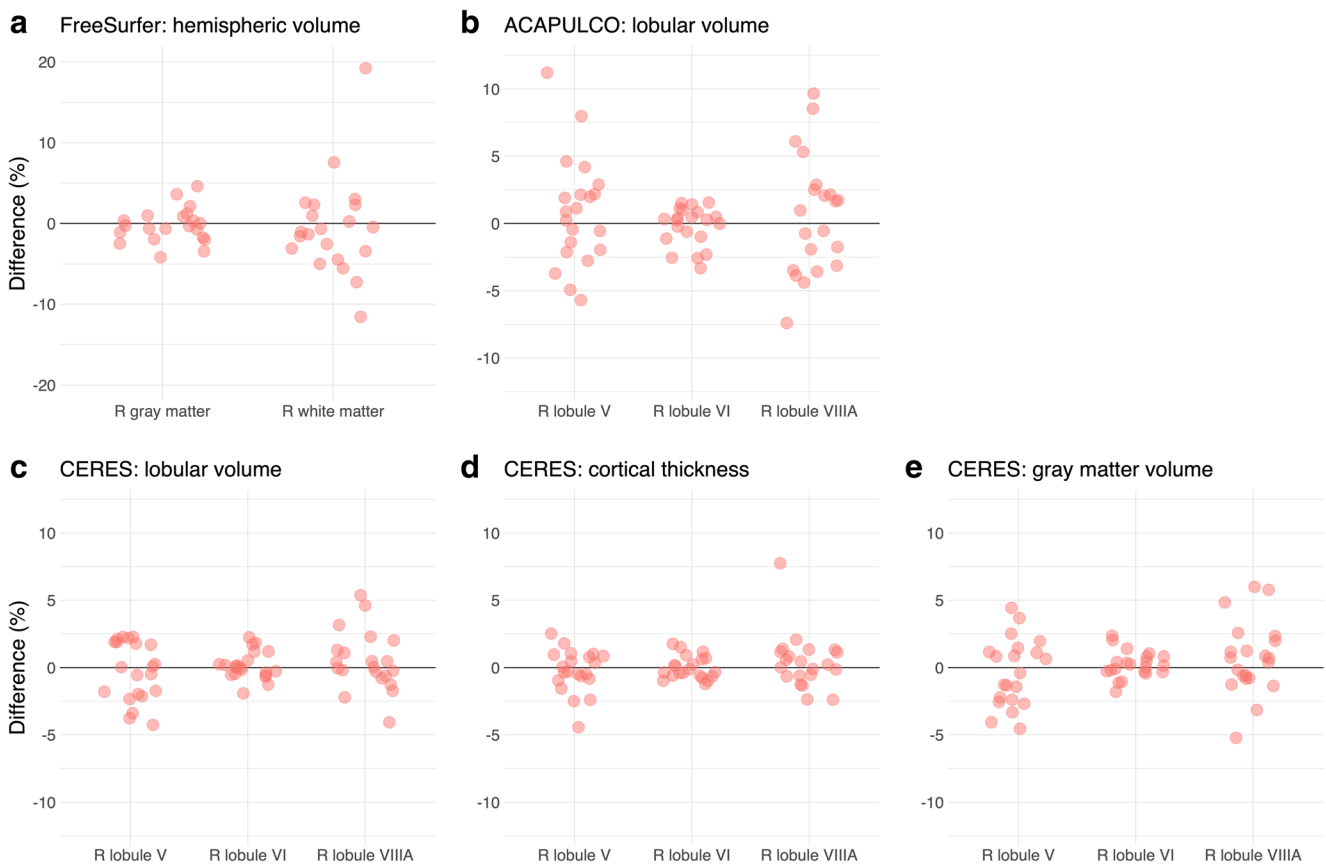 a FreeSurfer: hemispheric volume
Difference (%)
20
10
0
-10
-20
R gray matter R white matter
b ACAPULCO: lobular volume
10
5
0
-5
-10
R lobule V R lobule VI R lobule VIIIA
c CERES: lobular volume
Difference (%)
10
5
0
-5
-10
R lobule V R lobule VI R lobule VIIIA
d CERES: cortical thickness
10
5
0
-5
-10
R lobule V R lobule VI R lobule VIIIA
e CERES: gray matter volume
10
5
0
-5
-10
R lobule V R lobule VI R lobule VIIIA